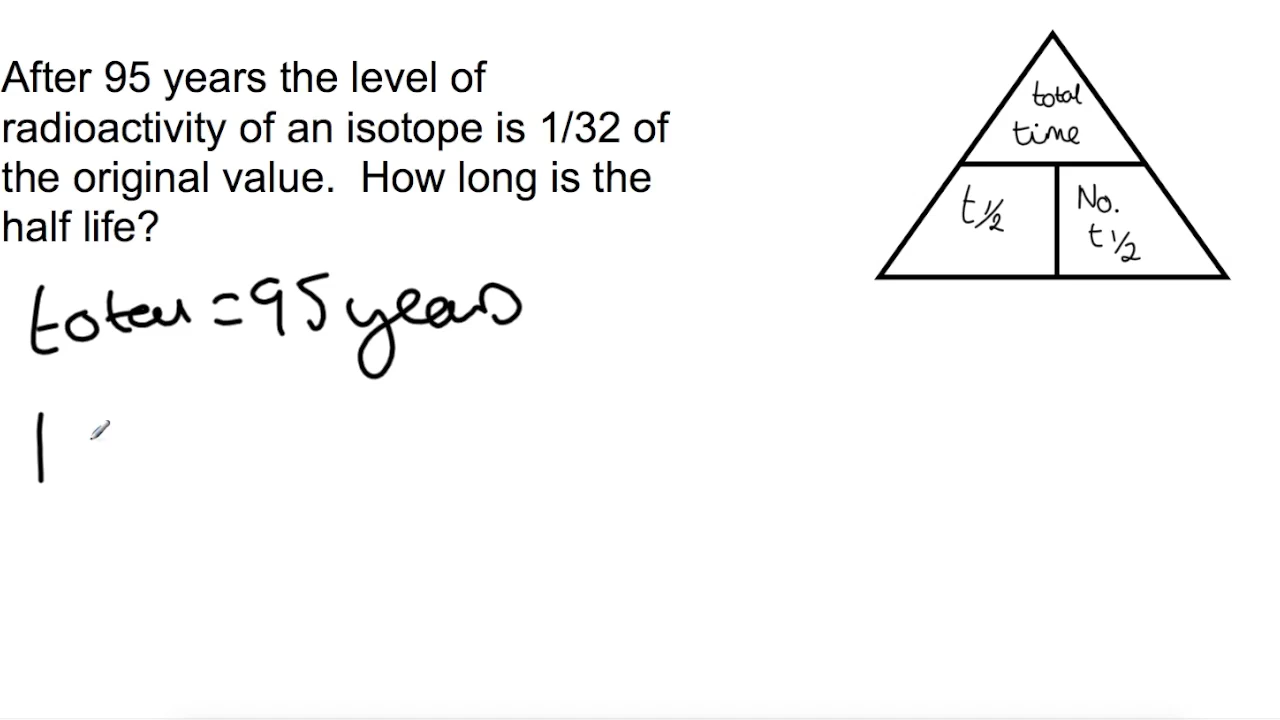 After 95 years the level of
radioactivity of an isotope is 1/32 of
the original value. How long is the
half life?
total = 95 years
1
total
time
t½
No.
t½